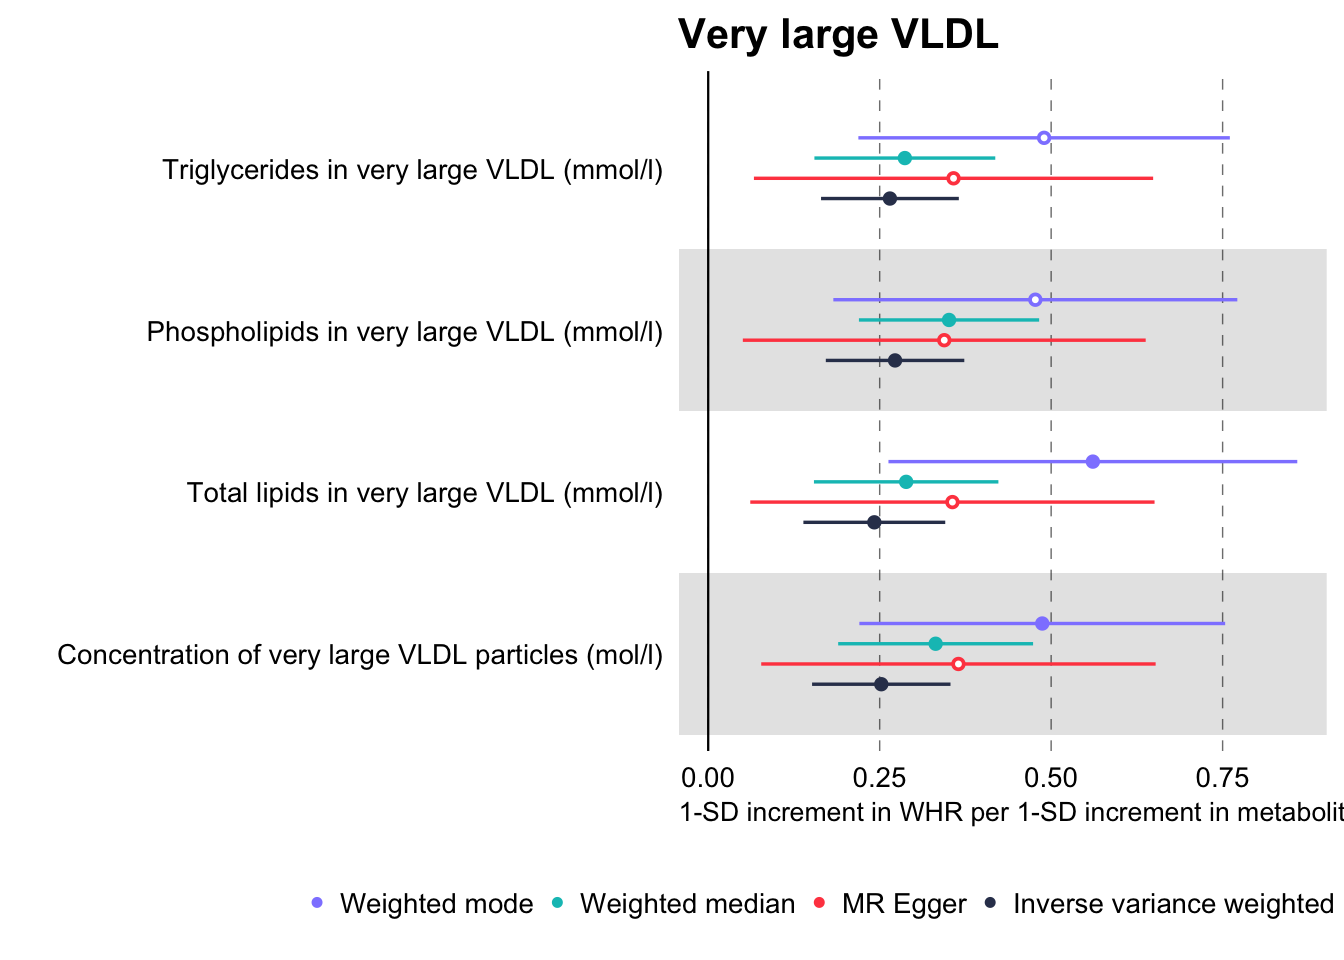 Very large VLDL
Triglycerides in very large VLDL (mmol/l)
Phospholipids in very large VLDL (mmol/l)
Total lipids in very large VLDL (mmol/l)
Concentration of very large VLDL particles (mol/l)
0.00 0.25 0.50 0.75
1-SD increment in WHR per 1-SD increment in metabolit
Weighted mode Weighted median MR Egger Inverse variance weighted